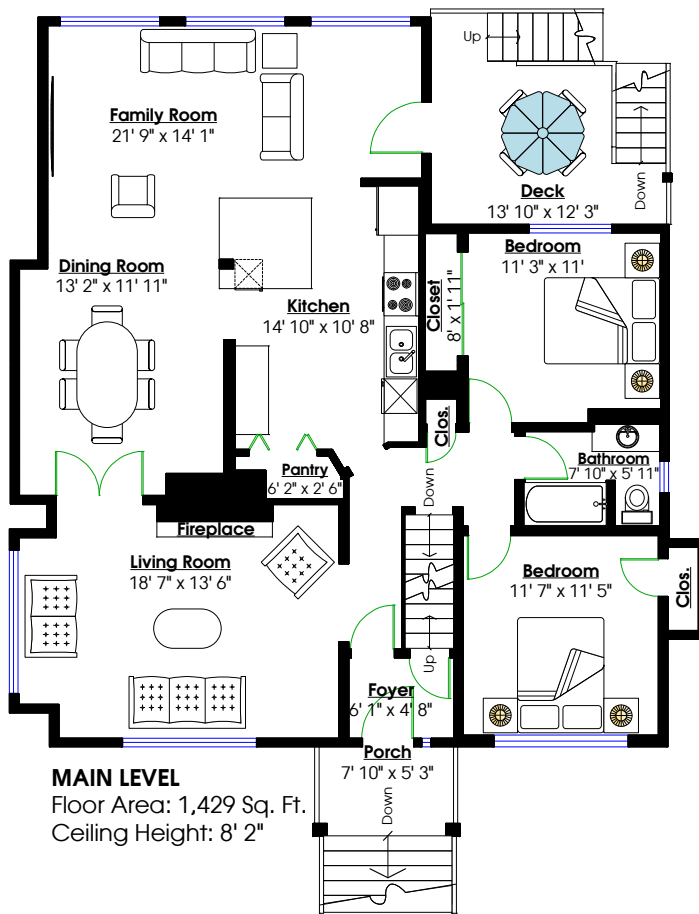 Up
Family Room
21' 9" x 14' 1"
Down
Deck
13' 10" x 12' 3"
Bedroom
11' 3" x 11'
Dining Room
13' 2" x 11' 11"
Closet
8' x 1' 11"
Kitchen
14' 10" x 10' 8"
Clos.
Bathroom
7' 10" x 5' 11"
Pantry
6' 2" x 2' 6"
Down
Fireplace
Living Room
18' 7" x 13' 6"
Bedroom
11' 7" x 11' 5"
Clos.
Up
Foyer
6' 1" x 4' 8"
Porch
7' 10" x 5' 3"
Down
MAIN LEVEL
Floor Area: 1,429 Sq. Ft.
Ceiling Height: 8' 2"